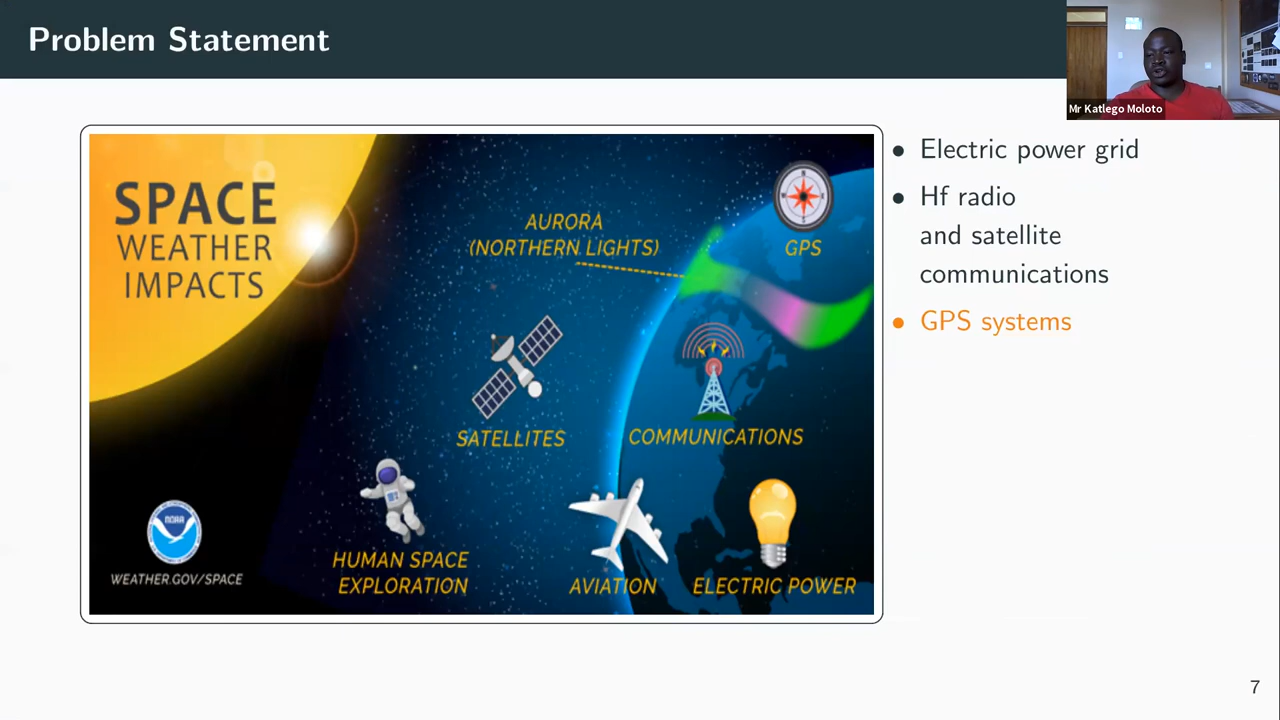 Problem Statement
Mr Katlego Moloto
SPACE
WEATHER
IMPACTS
AURORA
(NORTHERN LIGHTS)
GPS
SATELLITES
COMMUNICATIONS
HUMAN SPACE
EXPLORATION
AVIATION
ELECTRIC POWER
NOAA
WEATHER.GOV/SPACE
• Electric power grid
• Hf radio
and satellite
communications
• GPS systems
7